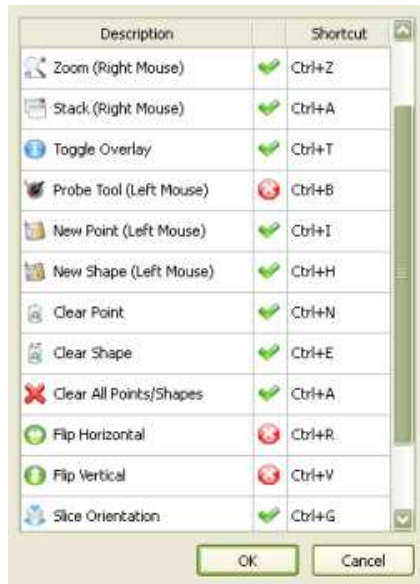 Description Shortcut
Zoom (Right Mouse) Ctrl+Z
Stack (Right Mouse) Ctrl+A
Toggle Overlay Ctrl+T
Probe Tool (Left Mouse) Ctrl+B
New Point (Left Mouse) Ctrl+I
New Shape (Left Mouse) Ctrl+H
Clear Point Ctrl+N
Clear Shape Ctrl+E
Clear All Points/Shapes Ctrl+A
Flip Horizontal Ctrl+R
Flip Vertical Ctrl+V
Slice Orientation Ctrl+G
OK Cancel